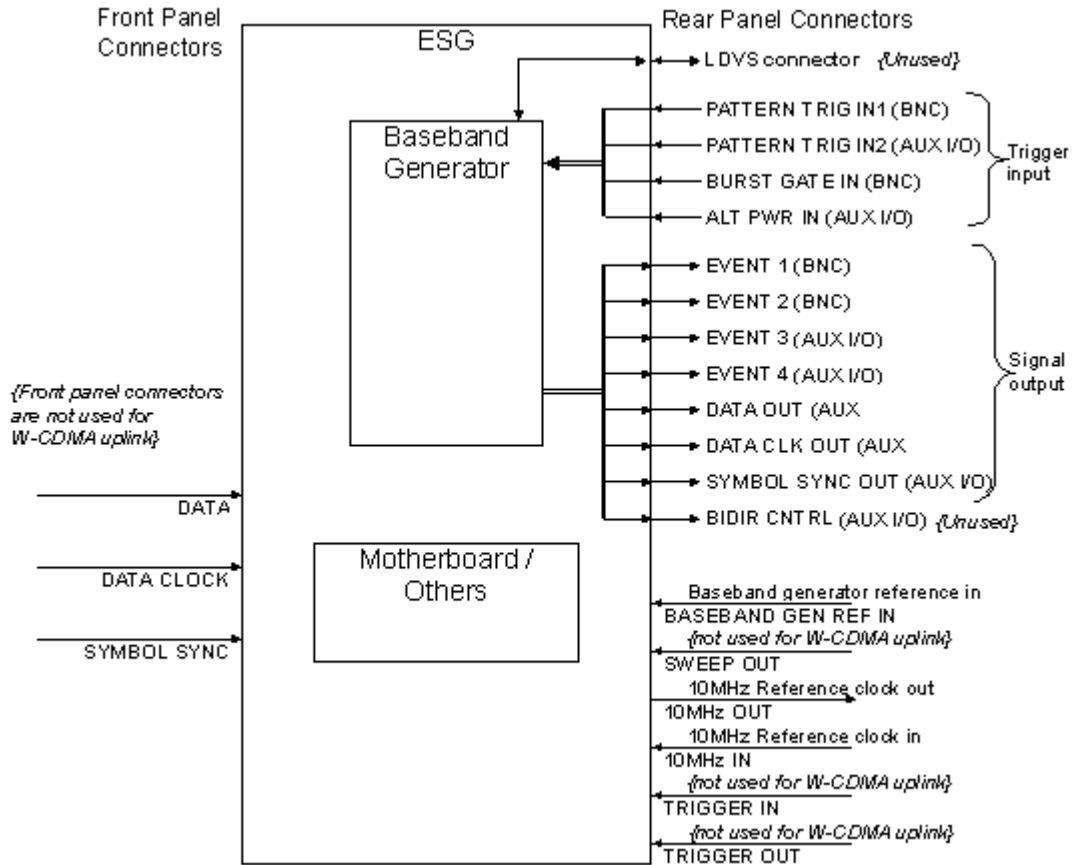 Front Panel
Connectors
Rear Panel Connectors
ESG
LDVS connector {Unused}
Baseband
Generator
PATTERN TRIG IN1 (BNC)
PATTERN TRIG IN2 (AUX I/O)
BURST GATE IN (BNC)
ALT PWR IN (AUX I/O)
Trigger
input
EVENT 1 (BNC)
EVENT 2 (BNC)
EVENT 3 (AUX I/O)
EVENT 4 (AUX I/O)
DATA OUT (AUX
DATA CLK OUT (AUX
SYMBOL SYNC OUT (AUX I/O)
BIDIR CNTRL (AUX I/O) {Unused}
Signal
output
{Front panel connectors
are not used for
W-CDMA uplink}
DATA
DATA CLOCK
SYMBOL SYNC
Motherboard /
Others
Baseband generator reference in
BASEBAND GEN REF IN
{not used for W-CDMA uplink}
SWEEP OUT
10MHz Reference clock out
10MHz OUT
10MHz Reference clock in
10MHz IN
{not used for W-CDMA uplink}
TRIGGER IN
{not used for W-CDMA uplink}
TRIGGER OUT